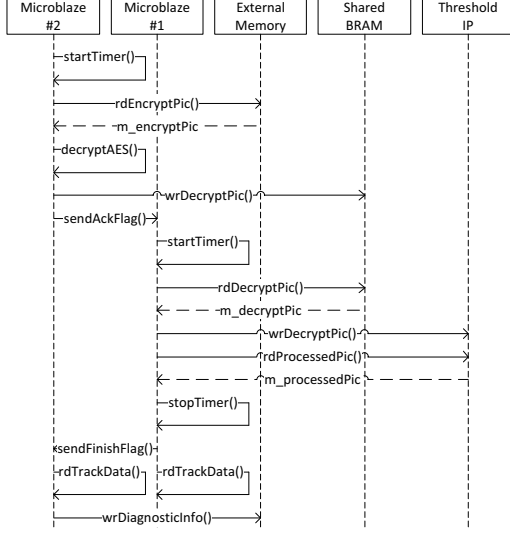 Microblaze #2
Microblaze #1
External Memory
Shared BRAM
Threshold IP
startTimer()
rdEncryptPic()
m_encryptPic
decryptAES()
wrDecryptPic()
sendAckFlag()
startTimer()
rdDecryptPic()
m_decryptPic
wrDecryptPic()
rdProcessedPic()
m_processedPic
stopTimer()
sendFinishFlag()
rdTrackData()
rdTrackData()
wrDiagnosticInfo()